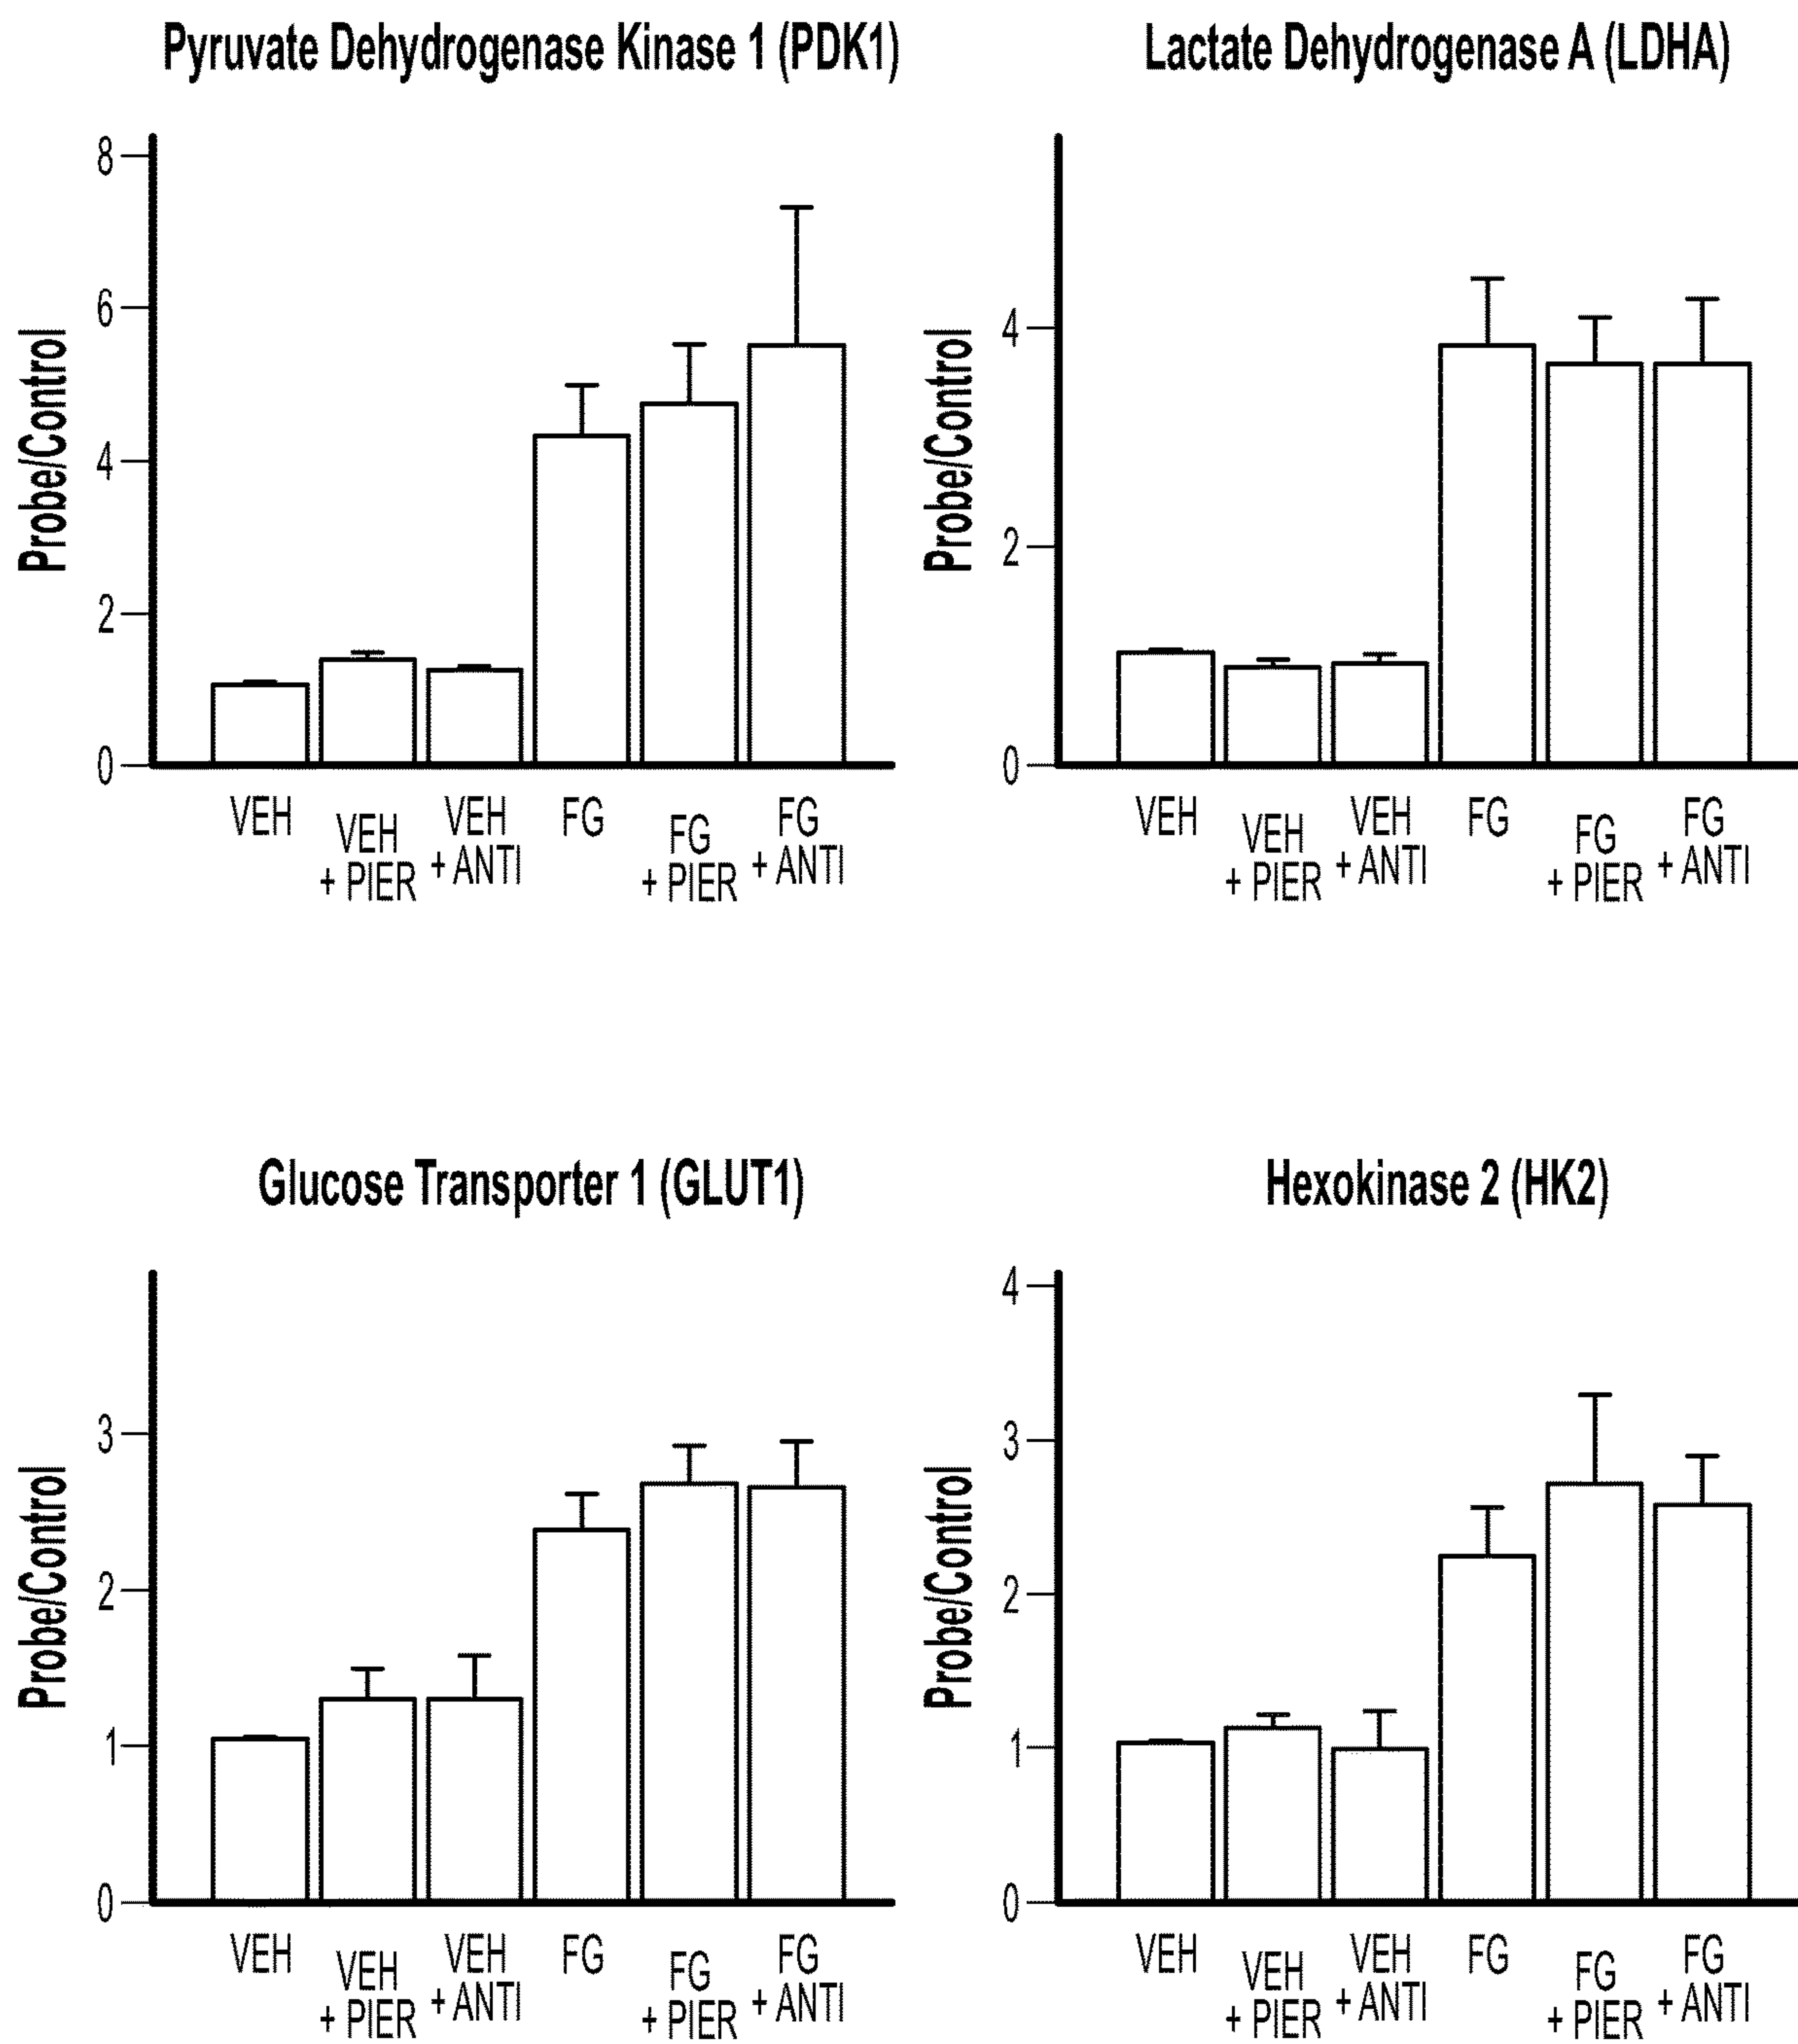 Pyruvate Dehydrogenase Kinase 1 (PDK1)
Probe/Control
8
6
4
2
0
VEH
VEH
+ PIER
VEH
+ ANTI
FG
FG
+ PIER
FG
+ ANTI
Lactate Dehydrogenase A (LDHA)
Probe/Control
4
2
0
VEH
VEH
+ PIER
VEH
+ ANTI
FG
FG
+ PIER
FG
+ ANTI
Glucose Transporter 1 (GLUT1)
Probe/Control
3
2
1
0
VEH
VEH
+ PIER
VEH
+ ANTI
FG
FG
+ PIER
FG
+ ANTI
Hexokinase 2 (HK2)
Probe/Control
4
3
2
1
0
VEH
VEH
+ PIER
VEH
+ ANTI
FG
FG
+ PIER
FG
+ ANTI